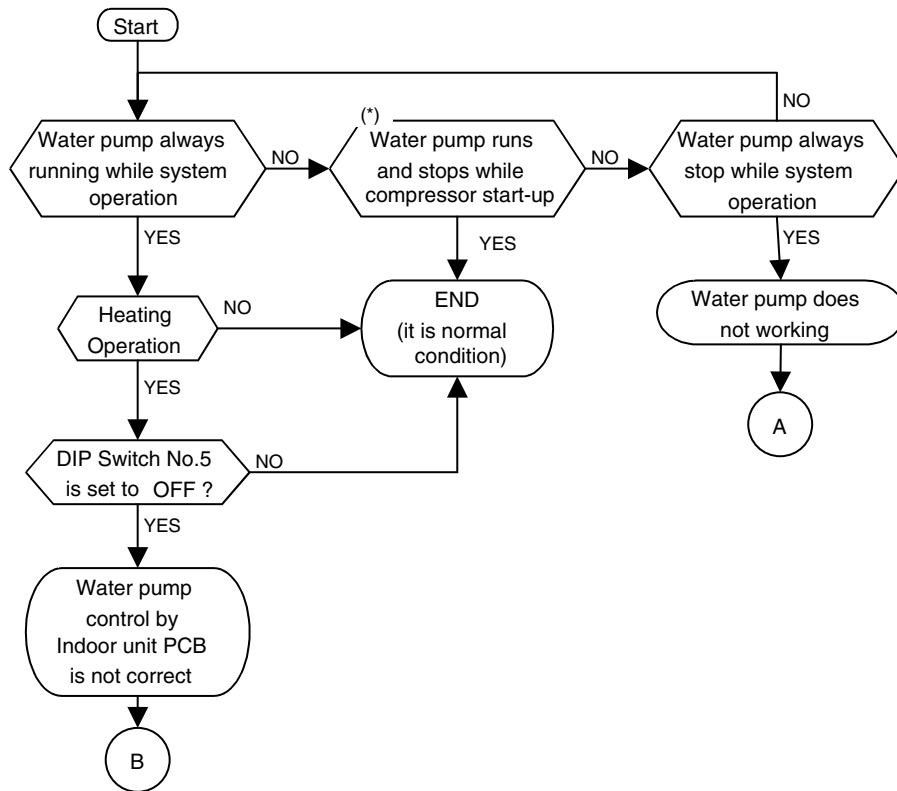 Start
NO
(*)
Water pump always
running while system
operation
NO
Water pump runs
and stops while
compressor start-up
NO
Water pump always
stop while system
operation
YES
YES
YES
Heating
Operation
NO
END
(it is normal
condition)
Water pump does
not working
YES
A
DIP Switch No.5
is set to OFF ?
NO
YES
Water pump
control by
Indoor unit PCB
is not correct
B